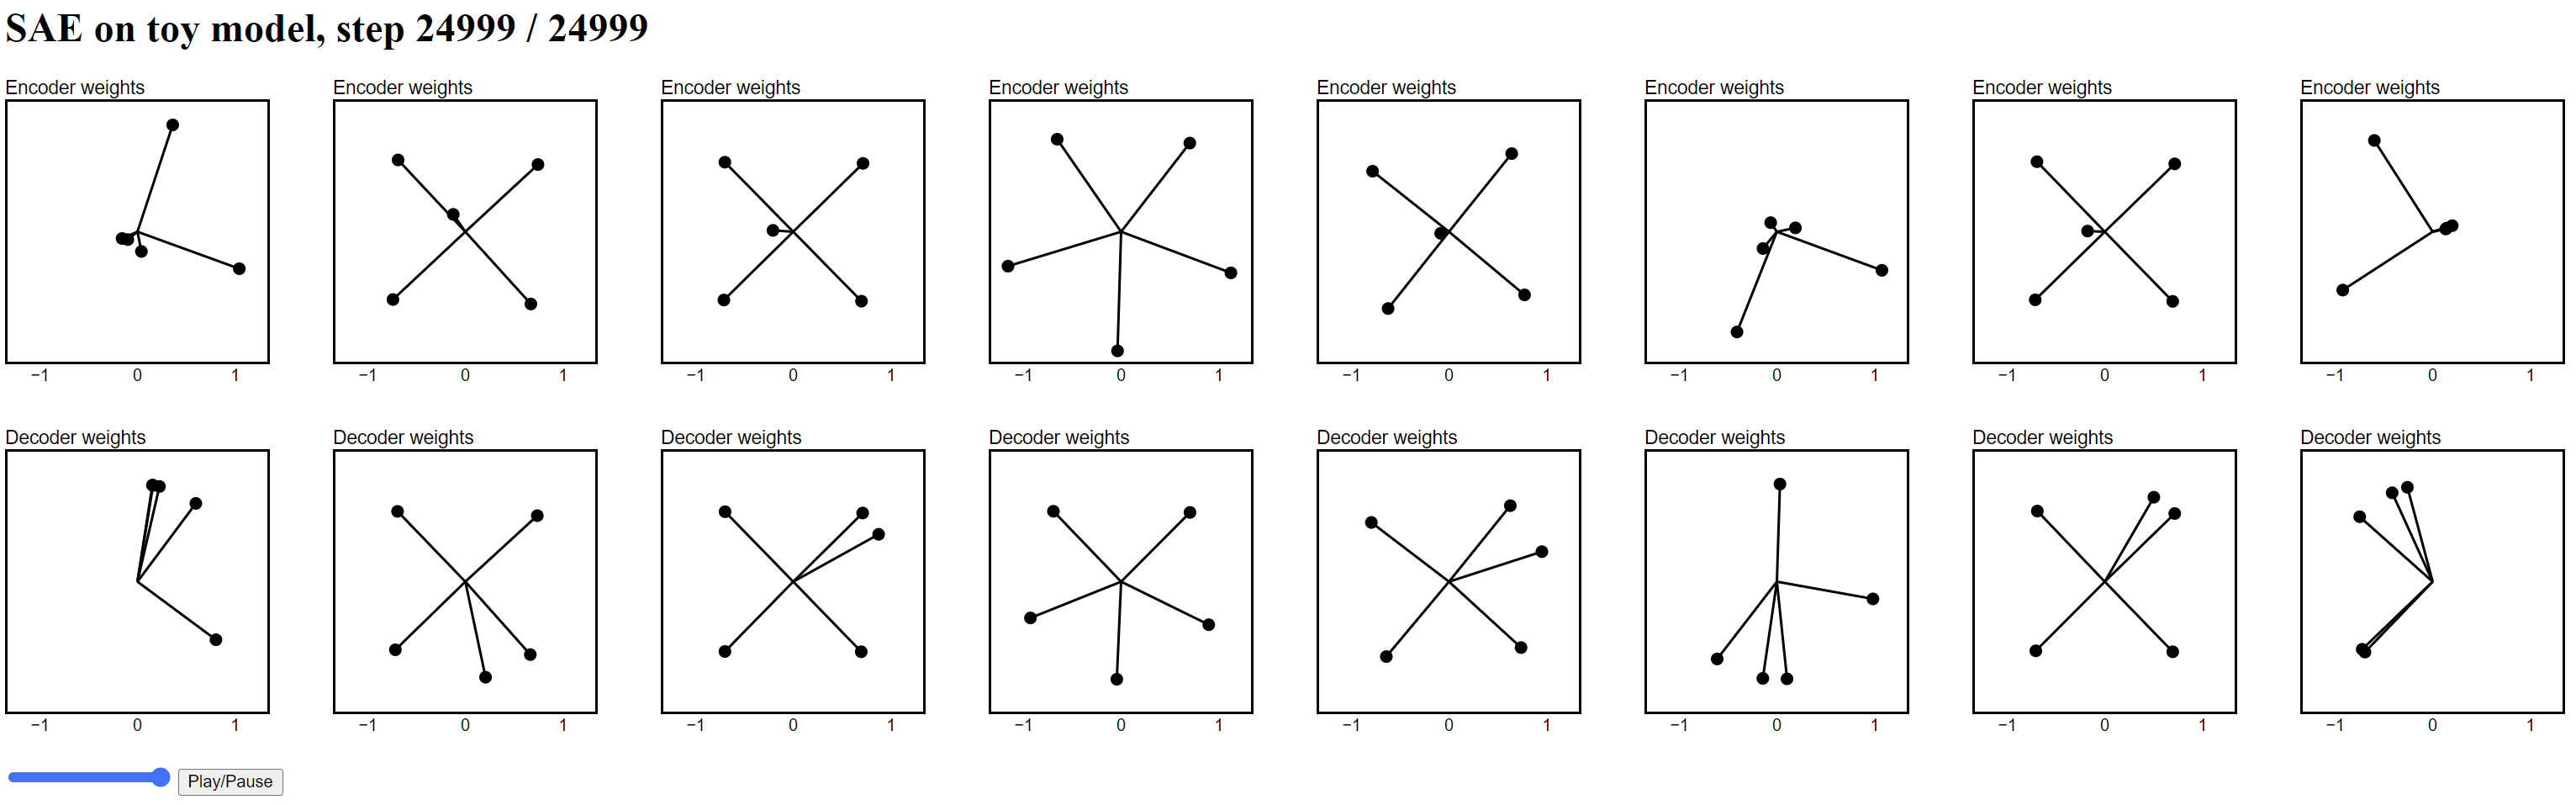 SAE on toy model, step 24999 / 24999
Encoder weights Encoder weights Encoder weights Encoder weights Encoder weights Encoder weights Encoder weights Encoder weights
−1 0 1 −1 0 1 −1 0 1 −1 0 1 −1 0 1 −1 0 1 −1 0 1 −1 0 1
Decoder weights Decoder weights Decoder weights Decoder weights Decoder weights Decoder weights Decoder weights Decoder weights
−1 0 1 −1 0 1 −1 0 1 −1 0 1 −1 0 1 −1 0 1 −1 0 1 −1 0 1
Play/Pause